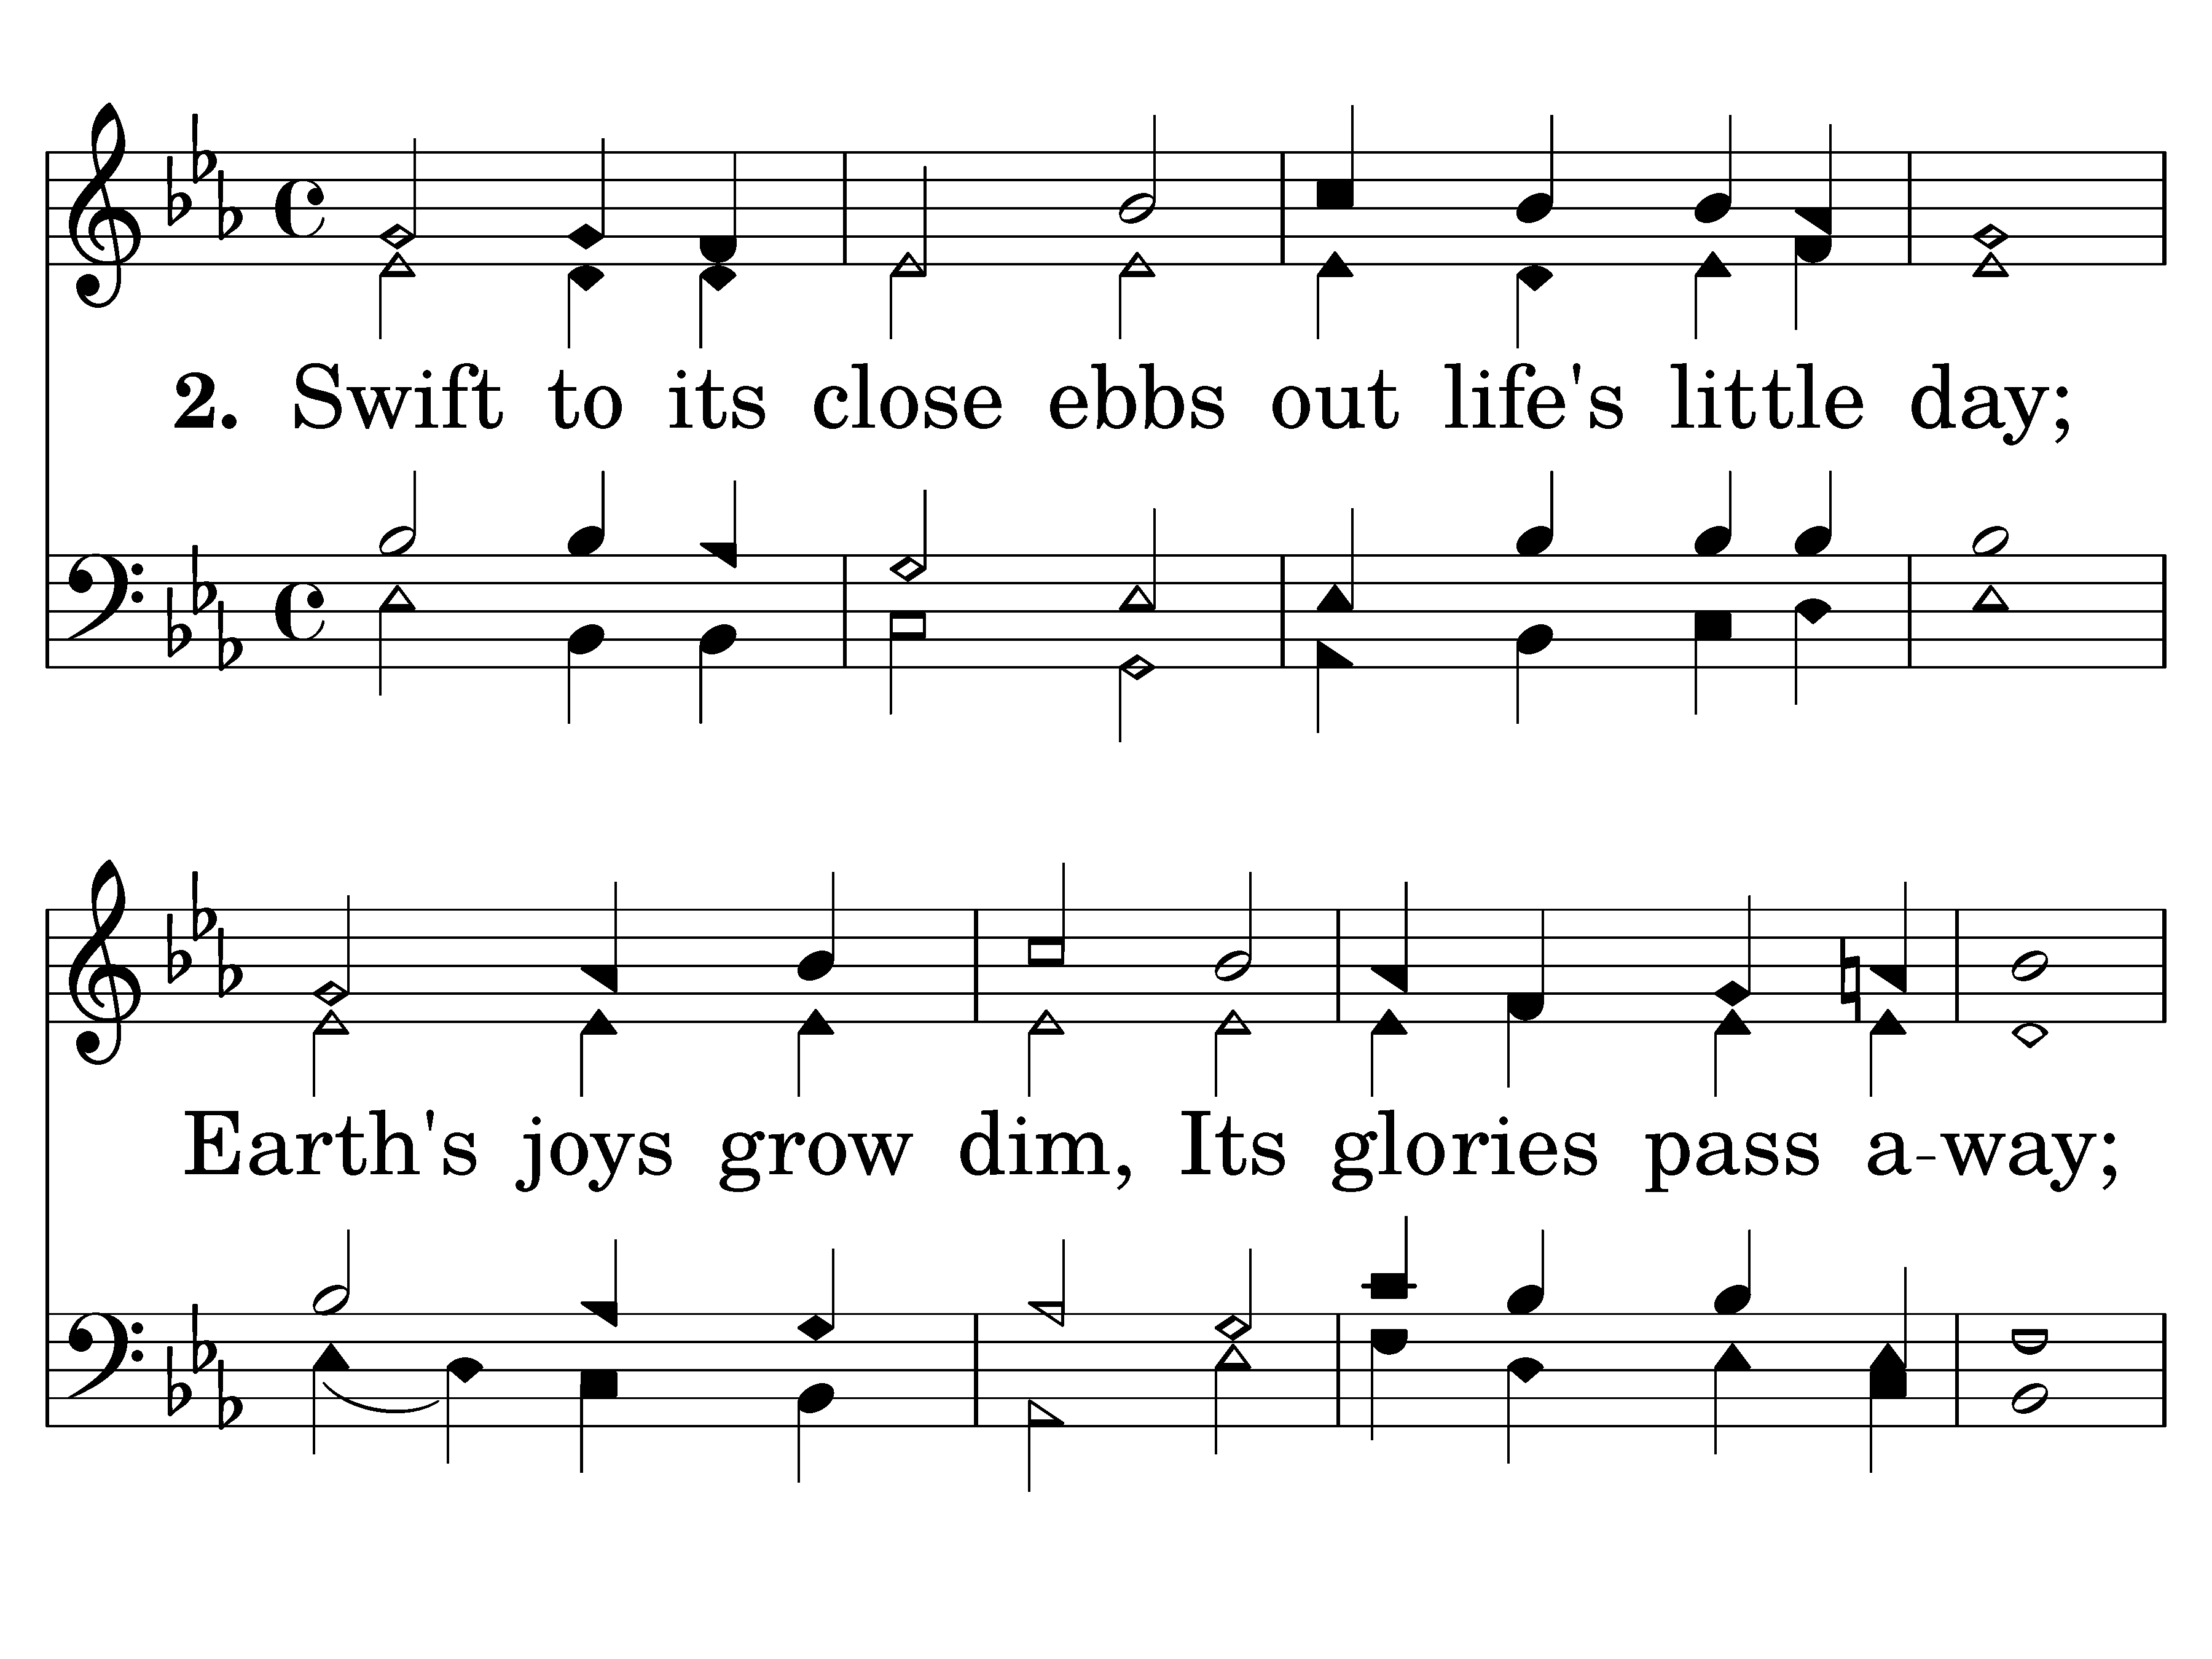 2. Swift to its close ebbs out life's little day;
Earth's joys grow dim, Its glories pass a-way;